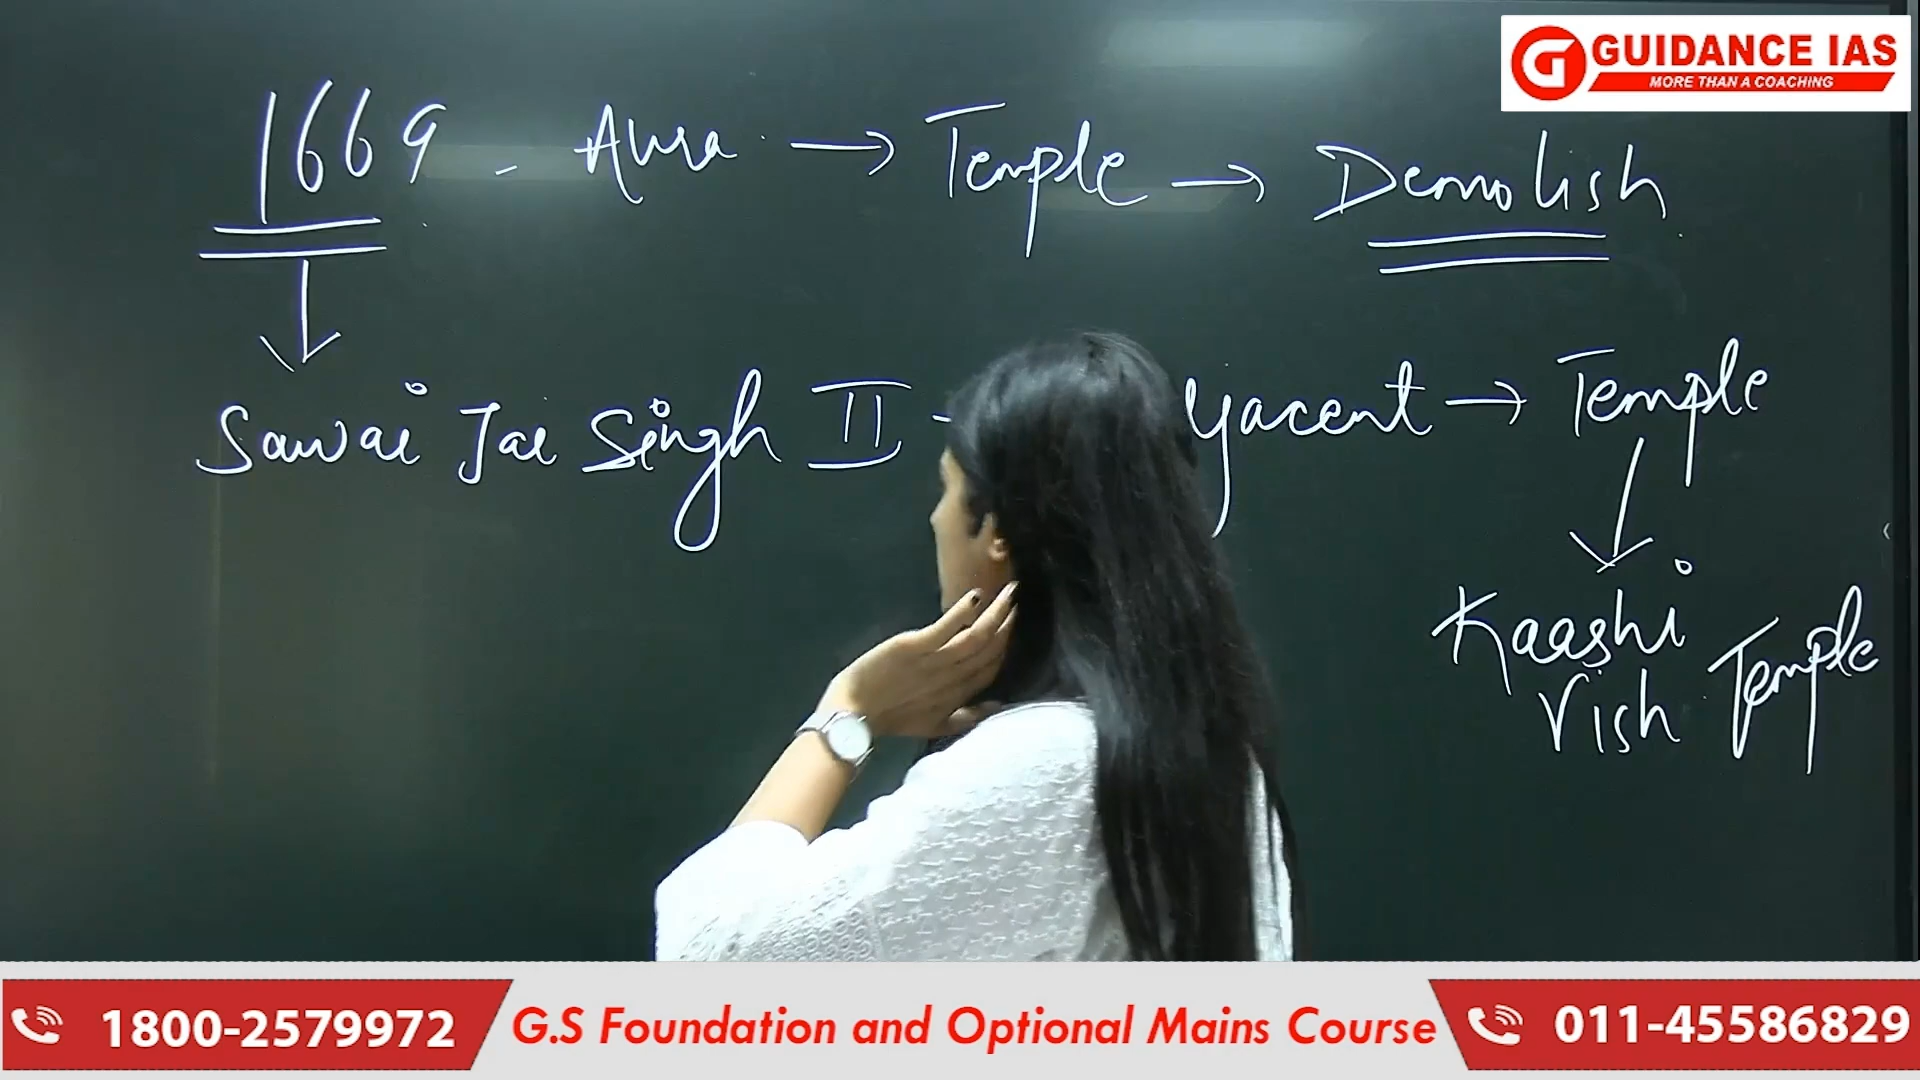 GUIDANCE IAS
MORE THAN A COACHING
1669 - Aura → Temple → Demolish
Sawai Jai Singh II - yacent → Temple
Kaashi
Vish Temple
1800-2579972
G.S Foundation and Optional Mains Course
011-45586829